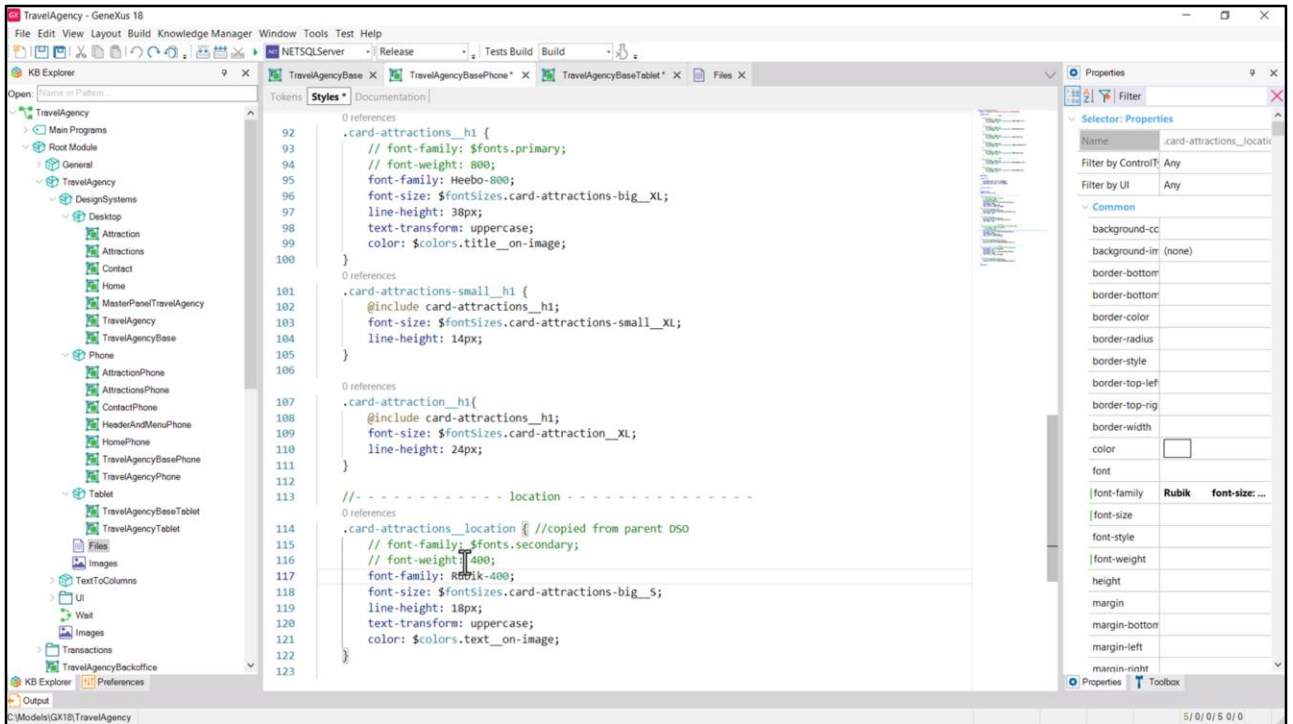 TravelAgency - GeneXus 18
File Edit View Layout Build Knowledge Manager Window Tools Test Help
NETSQLServer Release Tests Build Build
KB Explorer
TravelAgencyBase TravelAgencyBasePhone * TravelAgencyBaseTablet * Files
Properties
Open: Name or Pattern...
Tokens Styles * Documentation
Filter
TravelAgency
Main Programs
Root Module
General
TravelAgency
DesignSystems
Desktop
Attraction
Attractions
Contact
Home
MasterPanelTravelAgency
TravelAgency
TravelAgencyBase
Phone
AttractionPhone
AttractionsPhone
ContactPhone
HeaderAndMenuPhone
HomePhone
TravelAgencyBasePhone
TravelAgencyPhone
Tablet
TravelAgencyBaseTablet
TravelAgencyTablet
Files
Images
TextToColumns
UI
Wait
Images
Transactions
TravelAgencyBackoffice
KB Explorer Preferences
0 references
92 .card-attractions__h1 {
93 // font-family: $fonts.primary;
94 // font-weight: 800;
95 font-family: Heebo-800;
96 font-size: $fontSizes.card-attractions-big__XL;
97 line-height: 38px;
98 text-transform: uppercase;
99 color: $colors.title__on-image;
100 }
0 references
101 .card-attractions-small__h1 {
102 @include card-attractions__h1;
103 font-size: $fontSizes.card-attractions-small__XL;
104 line-height: 14px;
105 }
106
0 references
107 .card-attraction__h1{
108 @include card-attractions__h1;
109 font-size: $fontSizes.card-attraction__XL;
110 line-height: 24px;
111 }
112
113 //- - - - - - - - - - - - location - - - - - - - - - - - - - - -
0 references
114 .card-attractions__location { //copied from parent DSO
115 // font-family: $fonts.secondary;
116 // font-weight: 400;
117 font-family: Rubik-400;
118 font-size: $fontSizes.card-attractions-big__S;
119 line-height: 18px;
120 text-transform: uppercase;
121 color: $colors.text__on-image;
122 }
123
Selector: Properties
Name .card-attractions__locatic
Filter by ControlT Any
Filter by UI Any
Common
background-cc
background-im (none)
border-bottom
border-bottom
border-color
border-radius
border-style
border-top-left
border-top-rig
border-width
color
font
font-family Rubik font-size: ...
font-size
font-style
font-weight
height
margin
margin-bottom
margin-left
margin-right
Properties Toolbox
Output
C:\Models\GX18\TravelAgency
5/ 0/ 0/ 5 0/ 0